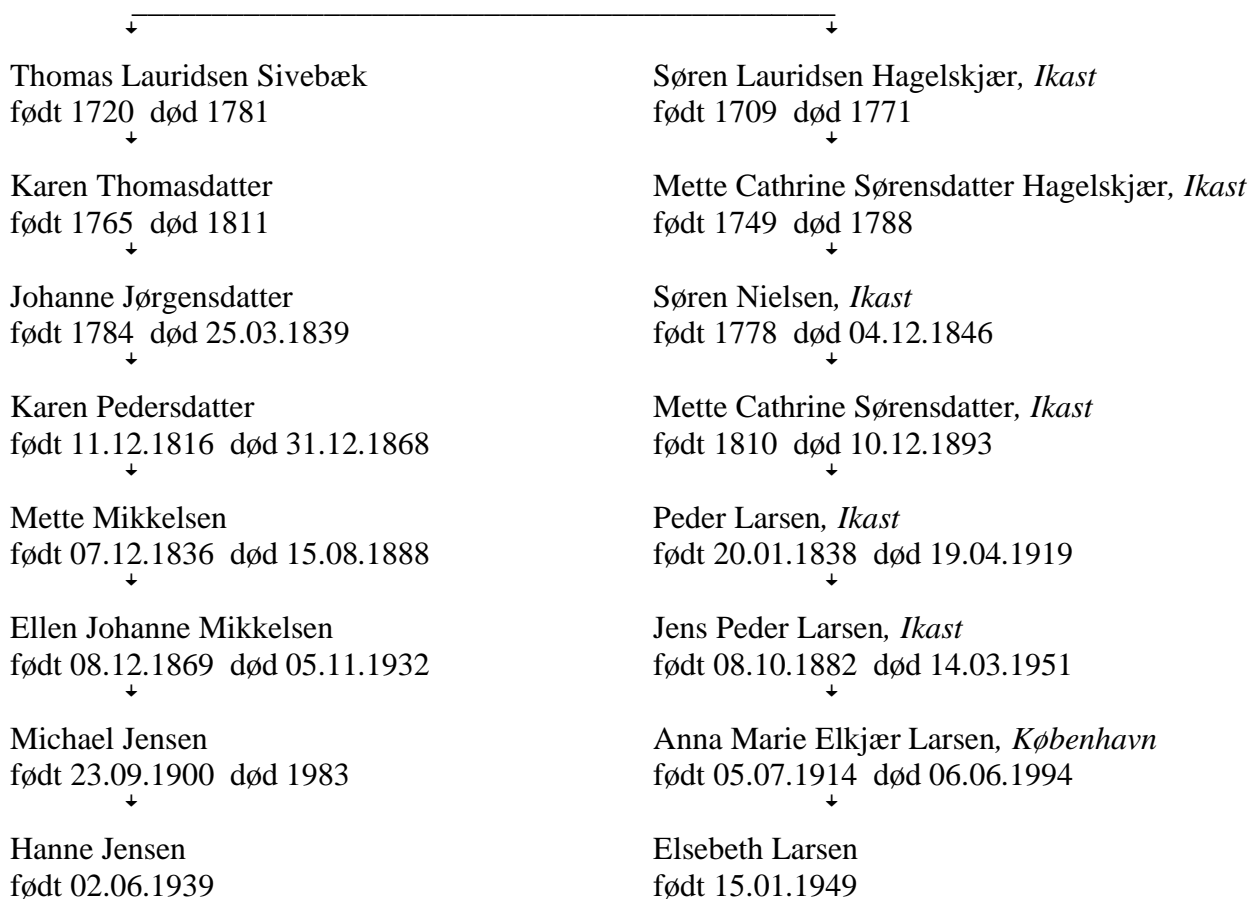 Thomas Lauridsen Sivebæk
født 1720  død 1781
Karen Thomasdatter
født 1765  død 1811
Johanne Jørgensdatter
født 1784  død 25.03.1839
Karen Pedersdatter
født 11.12.1816  død 31.12.1868
Mette Mikkelsen
født 07.12.1836  død 15.08.1888
Ellen Johanne Mikkelsen
født 08.12.1869  død 05.11.1932
Michael Jensen
født 23.09.1900  død 1983
Hanne Jensen
født 02.06.1939
Søren Lauridsen Hagelskjær, Ikast
født 1709  død 1771
Mette Cathrine Sørensdatter Hagelskjær, Ikast
født 1749  død 1788
Søren Nielsen, Ikast
født 1778  død 04.12.1846
Mette Cathrine Sørensdatter, Ikast
født 1810  død 10.12.1893
Peder Larsen, Ikast
født 20.01.1838  død 19.04.1919
Jens Peder Larsen, Ikast
født 08.10.1882  død 14.03.1951
Anna Marie Elkjær Larsen, København
født 05.07.1914  død 06.06.1994
Elsebeth Larsen
født 15.01.1949